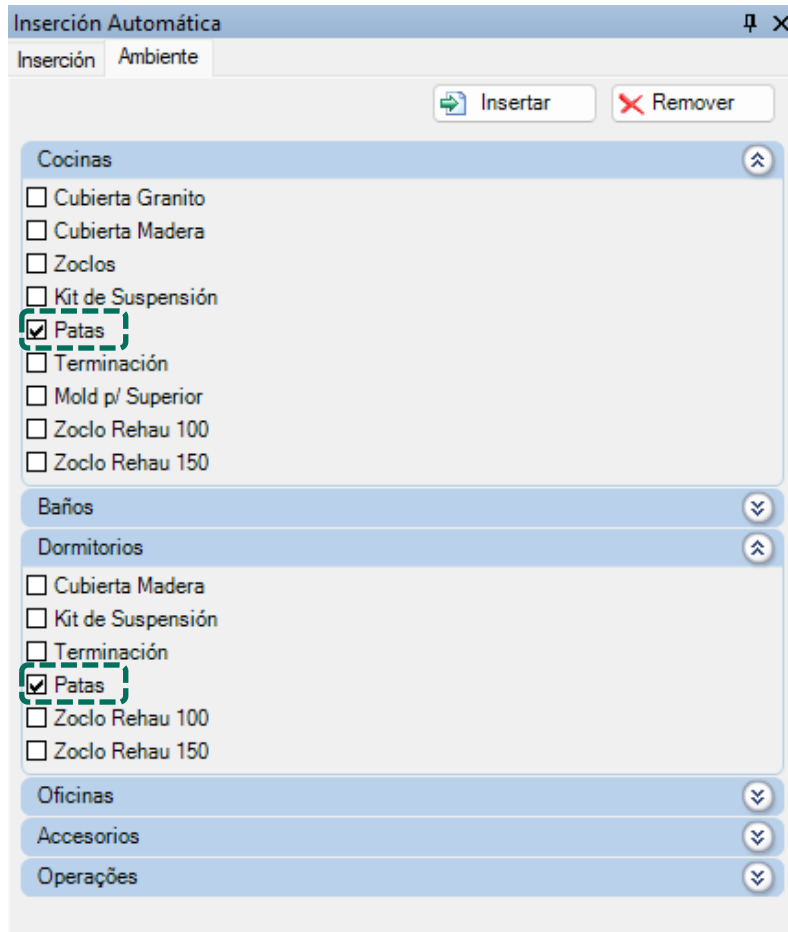 Inserción Automática
Inserción Ambiente
Insertar Remover
Cocinas
Cubierta Granito
Cubierta Madera
Zoclos
Kit de Suspensión
Patas
Terminación
Mold p/ Superior
Zoclo Rehau 100
Zoclo Rehau 150
Baños
Dormitorios
Cubierta Madera
Kit de Suspensión
Terminación
Patas
Zoclo Rehau 100
Zoclo Rehau 150
Oficinas
Accesorios
Operações